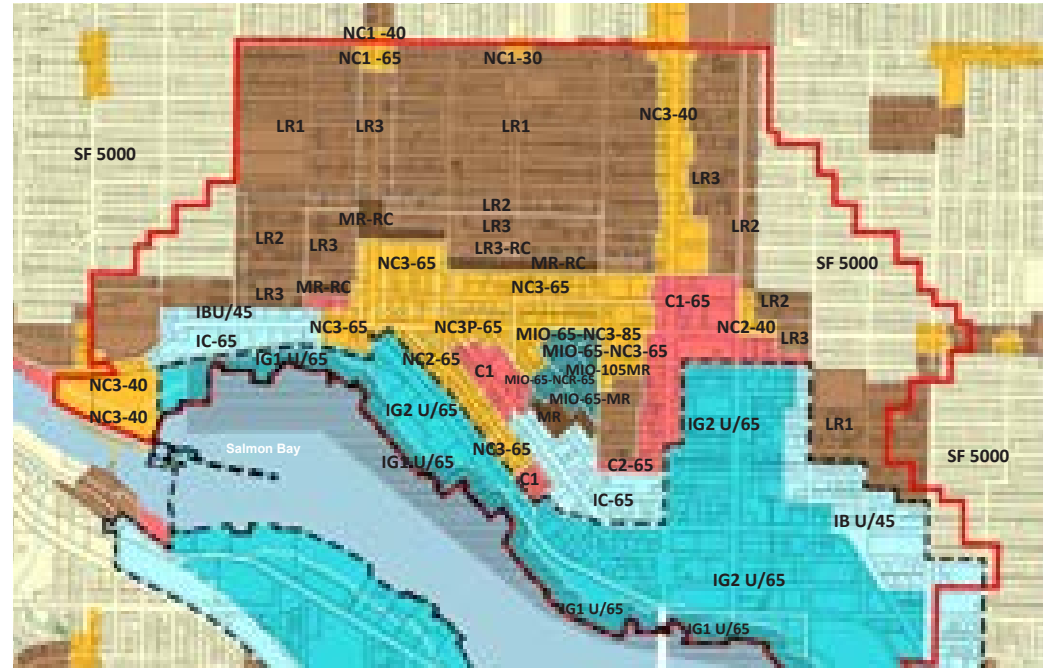 NC1 -40
NC1 -65
NC1-30
NC3-40
LR1
LR3
LR1
SF 5000
LR3
LR2
MR-RC
LR3
LR2
LR2
LR3
LR3-RC
NC3-65
MR-RC
SF 5000
MR-RC
NC3-65
LR3
C1-65
LR2
IBU/45
NC3-65
NC3P-65
NC2-40
IC-65
MIO-65-NC3-85
LR3
IG1 U/65
NC2-65
MIO-65-NC3-65
C1
MIO-105MR
NC3-40
MIO-65-NCR-65
LR1
MIO-65-MR
NC3-40
IG2 U/65
MR
IG2 U/65
Salmon Bay
NC3-65
SF 5000
IG1 U/65
C2-65
C1
IC-65
IB U/45
IG2 U/65
IG1 U/65
IG1 U/65